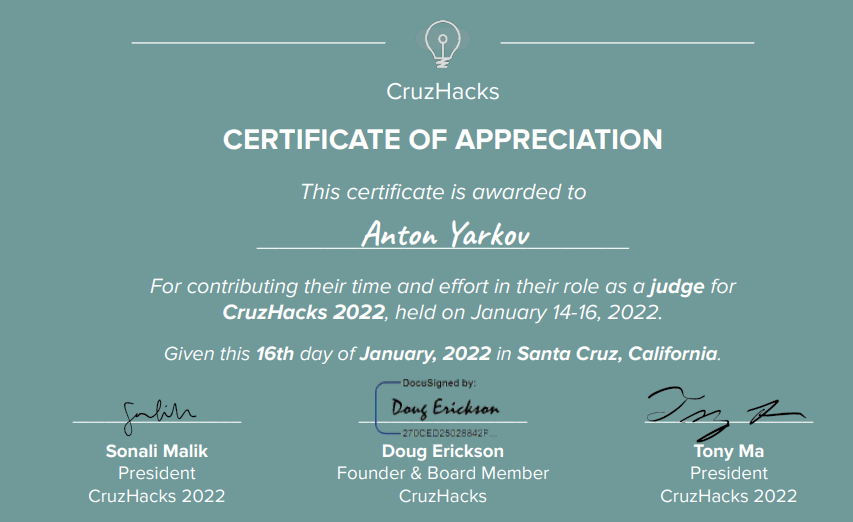 CruzHacks
CERTIFICATE OF APPRECIATION
This certificate is awarded to
Anton Yarkov
For contributing their time and effort in their role as a judge for
CruzHacks 2022, held on January 14-16, 2022.
Given this 16th day of January, 2022 in Santa Cruz, California.
DocuSigned by:
Doug Erickson
270CED25028842F...
Sonali Malik
President
CruzHacks 2022
Doug Erickson
Founder & Board Member
CruzHacks
Tony Ma
President
CruzHacks 2022